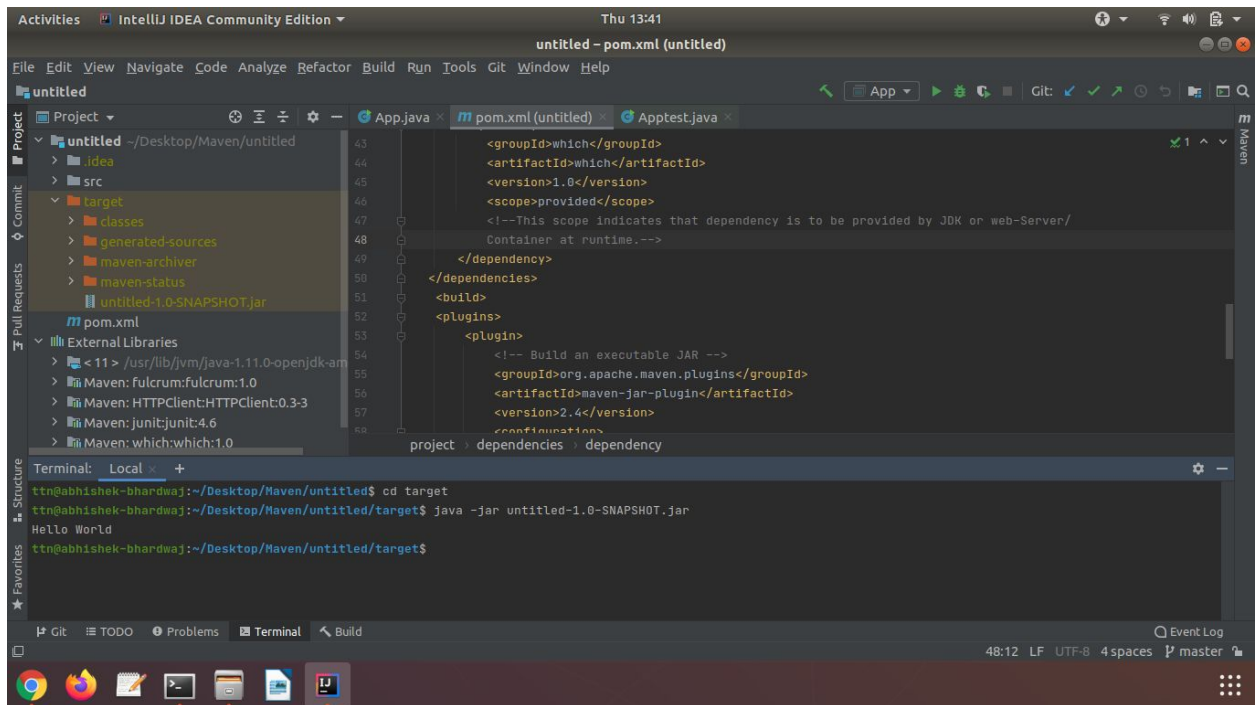 Activities IntelliJ IDEA Community Edition Thu 13:41
untitled – pom.xml (untitled)
File Edit View Navigate Code Analyze Refactor Build Run Tools Git Window Help
untitled App Git:
Project App.java pom.xml (untitled) Apptest.java
untitled ~/Desktop/Maven/untitled
.idea
src
target
classes
generated-sources
maven-archiver
maven-status
untitled-1.0-SNAPSHOT.jar
pom.xml
External Libraries
< 11 > /usr/lib/jvm/java-1.11.0-openjdk-am
Maven: fulcrum:fulcrum:1.0
Maven: HTTPClient:HTTPClient:0.3-3
Maven: junit:junit:4.6
Maven: which:which:1.0
43 <groupId>which</groupId>
44 <artifactId>which</artifactId>
45 <version>1.0</version>
46 <scope>provided</scope>
47 <!--This scope indicates that dependency is to be provided by JDK or web-Server/
48 Container at runtime.-->
49 </dependency>
50 </dependencies>
51 <build>
52 <plugins>
53 <plugin>
54 <!-- Build an executable JAR -->
55 <groupId>org.apache.maven.plugins</groupId>
56 <artifactId>maven-jar-plugin</artifactId>
57 <version>2.4</version>
58 <configuration>
1
project dependencies dependency
Project
Commit
Pull Requests
Structure
Favorites
m Maven
Terminal: Local +
ttn@abhishek-bhardwaj:~/Desktop/Maven/untitled$ cd target
ttn@abhishek-bhardwaj:~/Desktop/Maven/untitled/target$ java -jar untitled-1.0-SNAPSHOT.jar
Hello World
ttn@abhishek-bhardwaj:~/Desktop/Maven/untitled/target$
Git TODO Problems Terminal Build Event Log
48:12 LF UTF-8 4 spaces master